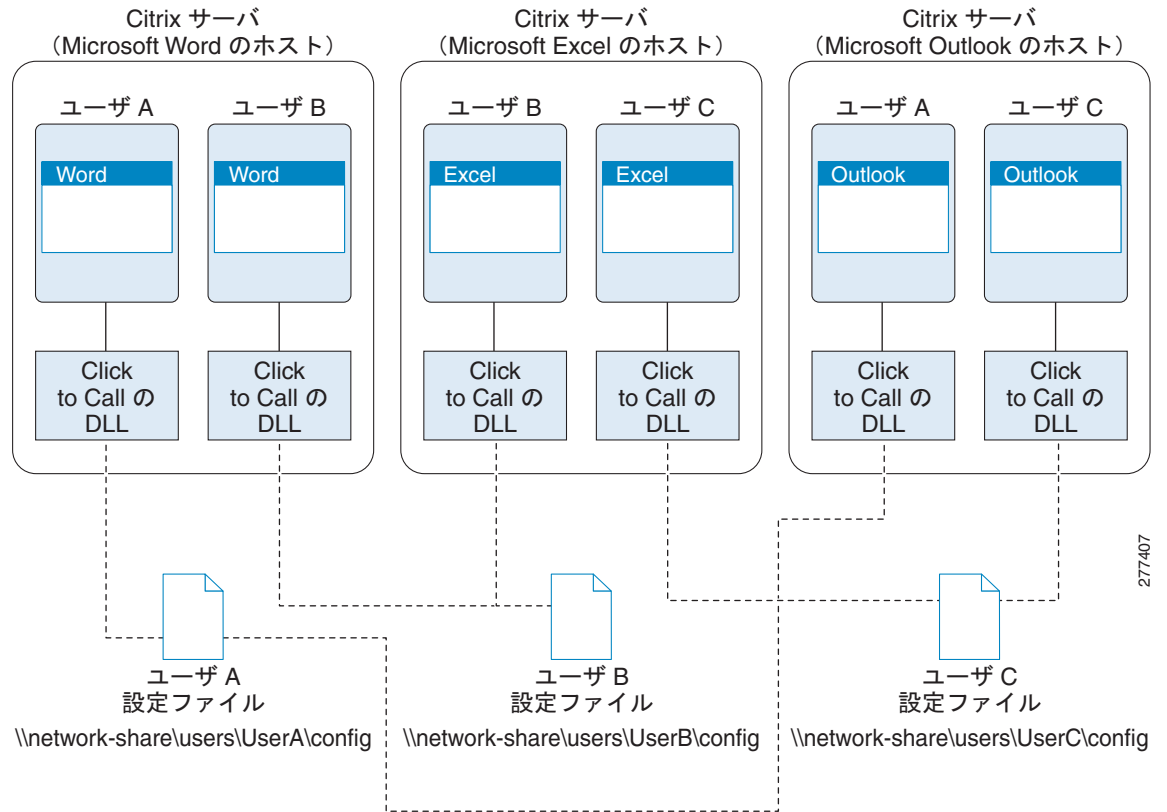 Citrix サーバ
（Microsoft Word のホスト）
Citrix サーバ
（Microsoft Excel のホスト）
Citrix サーバ
（Microsoft Outlook のホスト）
ユーザ A
ユーザ B
ユーザ B
ユーザ C
ユーザ A
ユーザ C
Word
Word
Excel
Excel
Outlook
Outlook
Click
to Call の
DLL
Click
to Call の
DLL
Click
to Call の
DLL
Click
to Call の
DLL
Click
to Call の
DLL
Click
to Call の
DLL
277407
ユーザ A
設定ファイル
\\network-share\users\UserA\config
ユーザ B
設定ファイル
\\network-share\users\UserB\config
ユーザ C
設定ファイル
\\network-share\users\UserC\config